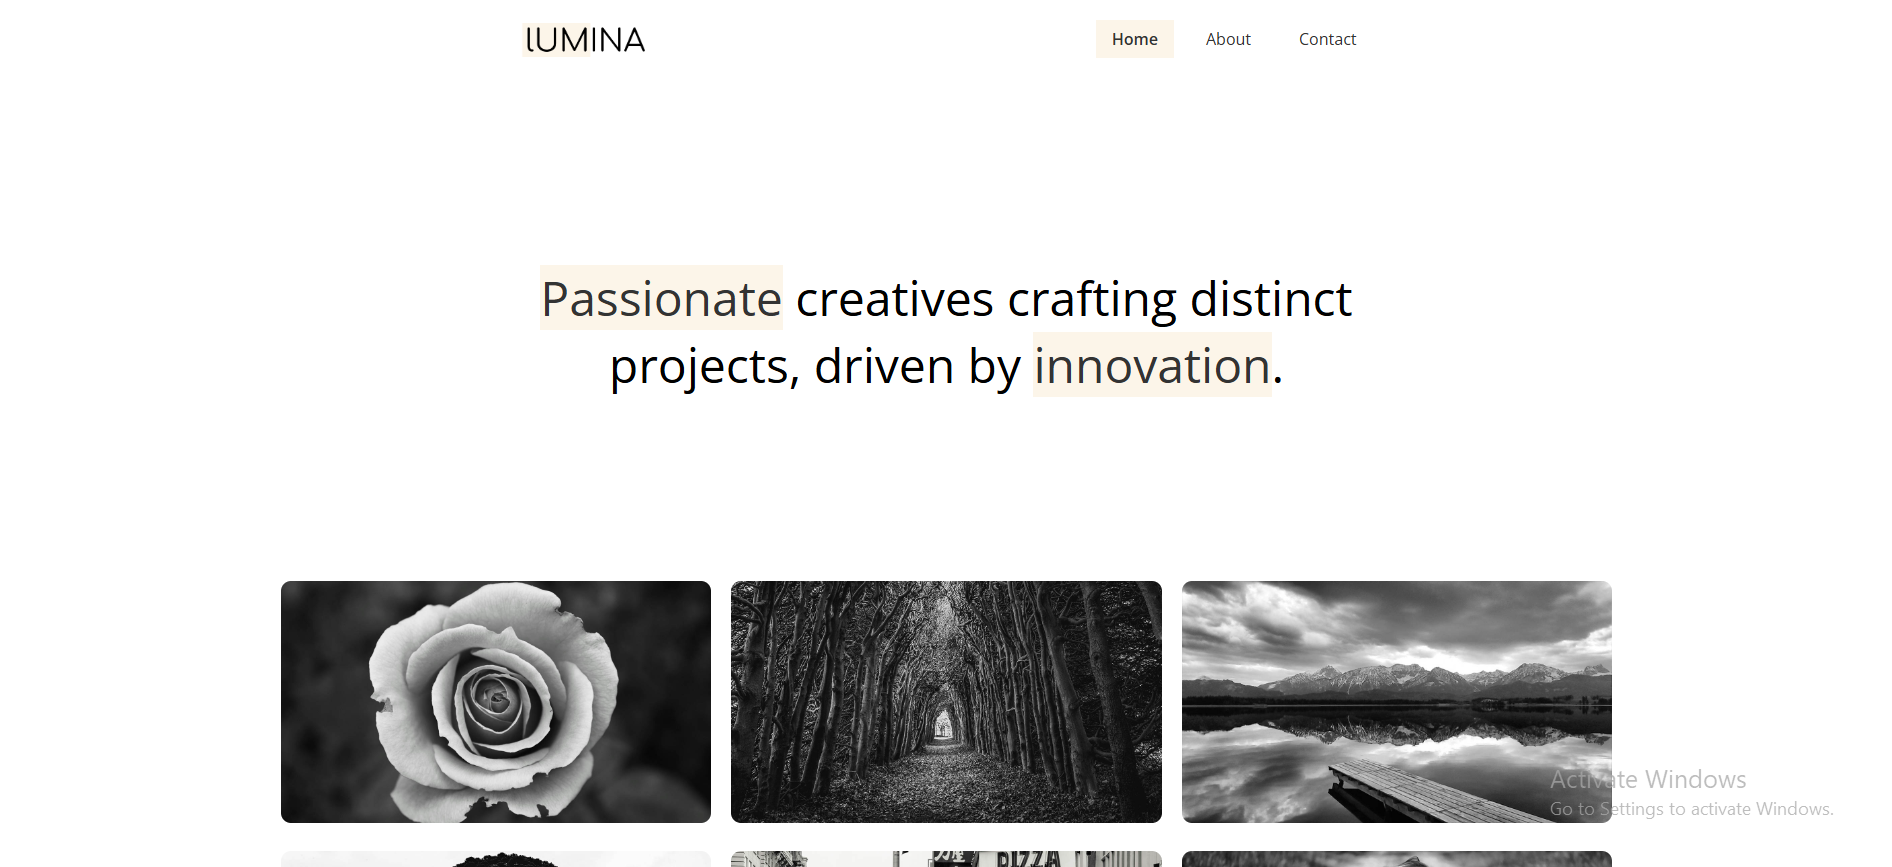 lUMINA
Home About Contact
Passionate creatives crafting distinct
projects, driven by innovation.
Activate Windows
Go to Settings to activate Windows.
PIZZA